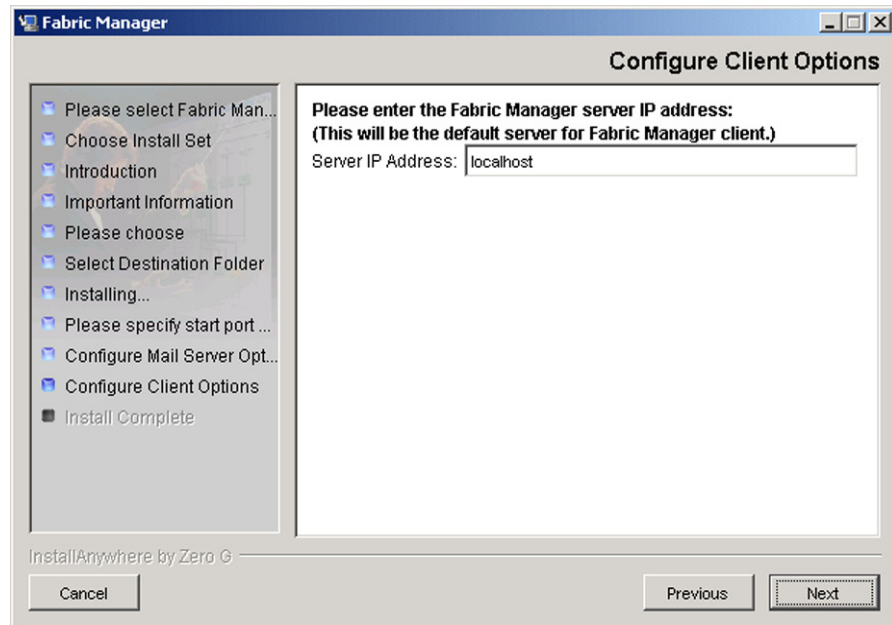 Fabric Manager
Configure Client Options
Please select Fabric Man...
Choose Install Set
Introduction
Important Information
Please choose
Select Destination Folder
Installing...
Please specify start port ...
Configure Mail Server Opt...
Configure Client Options
Install Complete
Please enter the Fabric Manager server IP address:
(This will be the default server for Fabric Manager client.)
Server IP Address: localhost
InstallAnywhere by Zero G
Cancel Previous Next